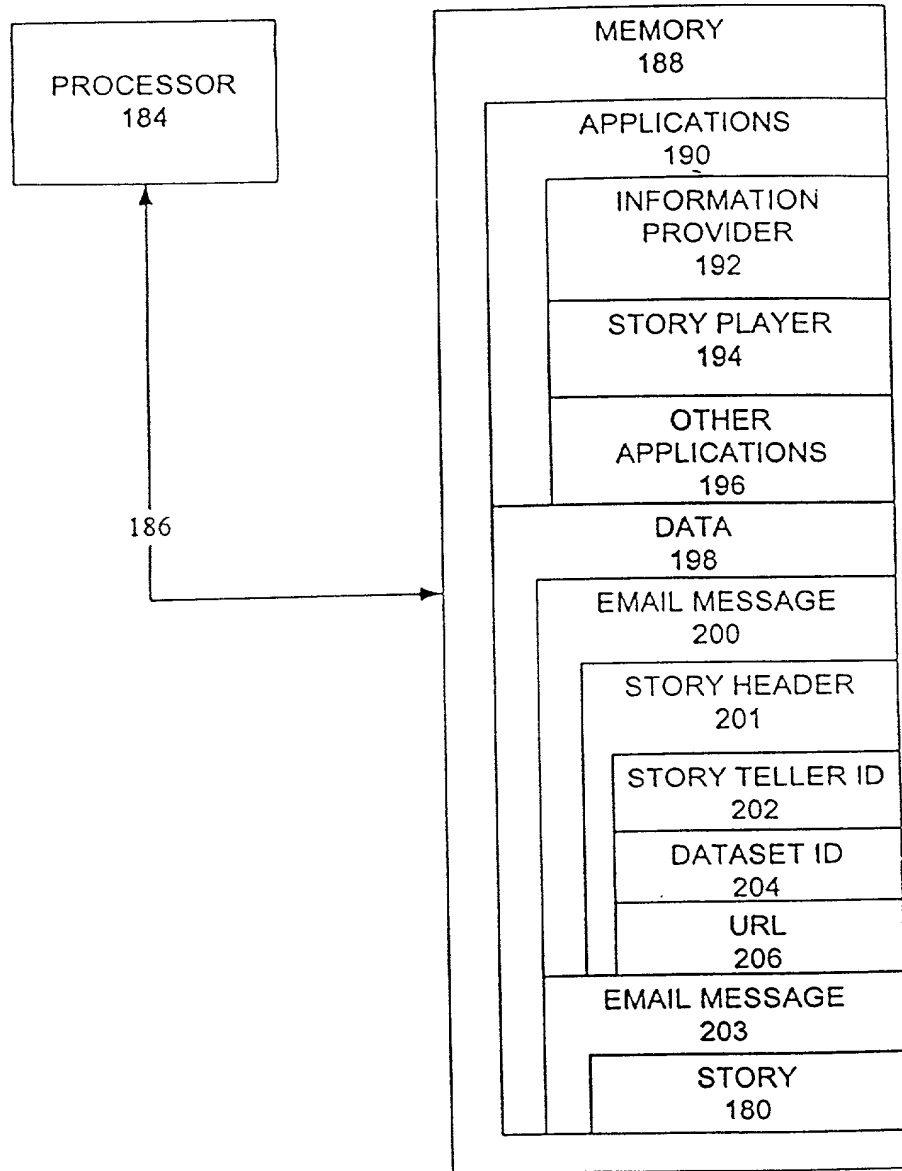 PROCESSOR
184
186
MEMORY
188
APPLICATIONS
190
INFORMATION
PROVIDER
192
STORY PLAYER
194
OTHER
APPLICATIONS
196
DATA
198
EMAIL MESSAGE
200
STORY HEADER
201
STORY TELLER ID
202
DATASET ID
204
URL
206
EMAIL MESSAGE
203
STORY
180